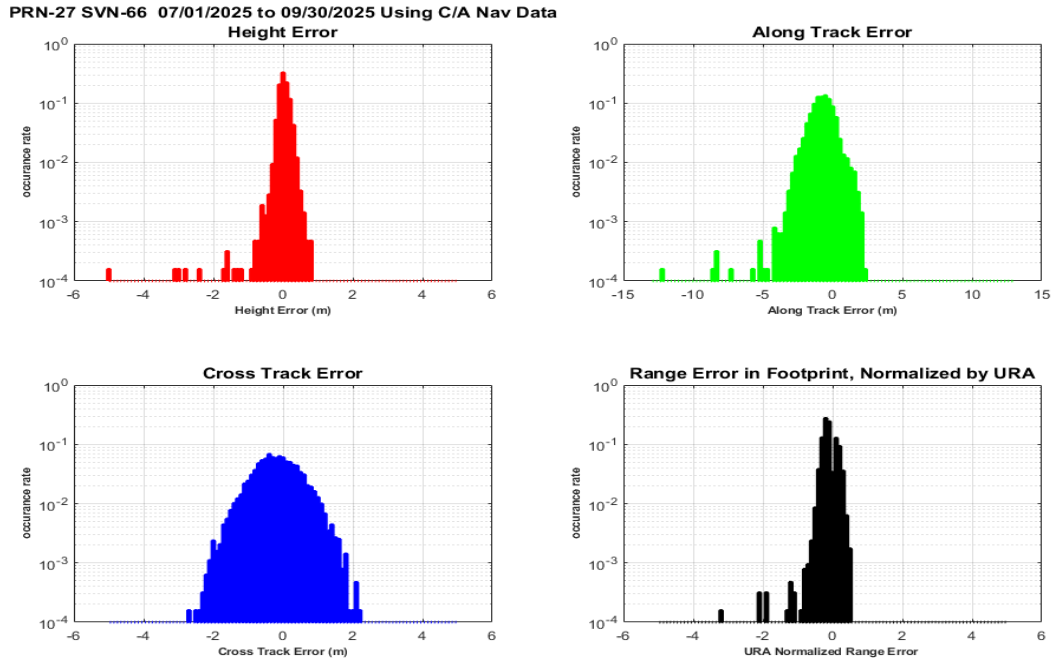 PRN-27 SVN-66  07/01/2025 to 09/30/2025 Using C/A Nav Data
Height Error
10^0
10^-1
10^-2
10^-3
10^-4
occurance rate
-6 -4 -2 0 2 4 6
Height Error (m)
Along Track Error
10^0
10^-1
10^-2
10^-3
10^-4
occurance rate
-15 -10 -5 0 5 10 15
Along Track Error (m)
Cross Track Error
10^0
10^-1
10^-2
10^-3
10^-4
occurance rate
-6 -4 -2 0 2 4 6
Cross Track Error (m)
Range Error in Footprint, Normalized by URA
10^0
10^-1
10^-2
10^-3
10^-4
occurance rate
-6 -4 -2 0 2 4 6
URA Normalized Range Error